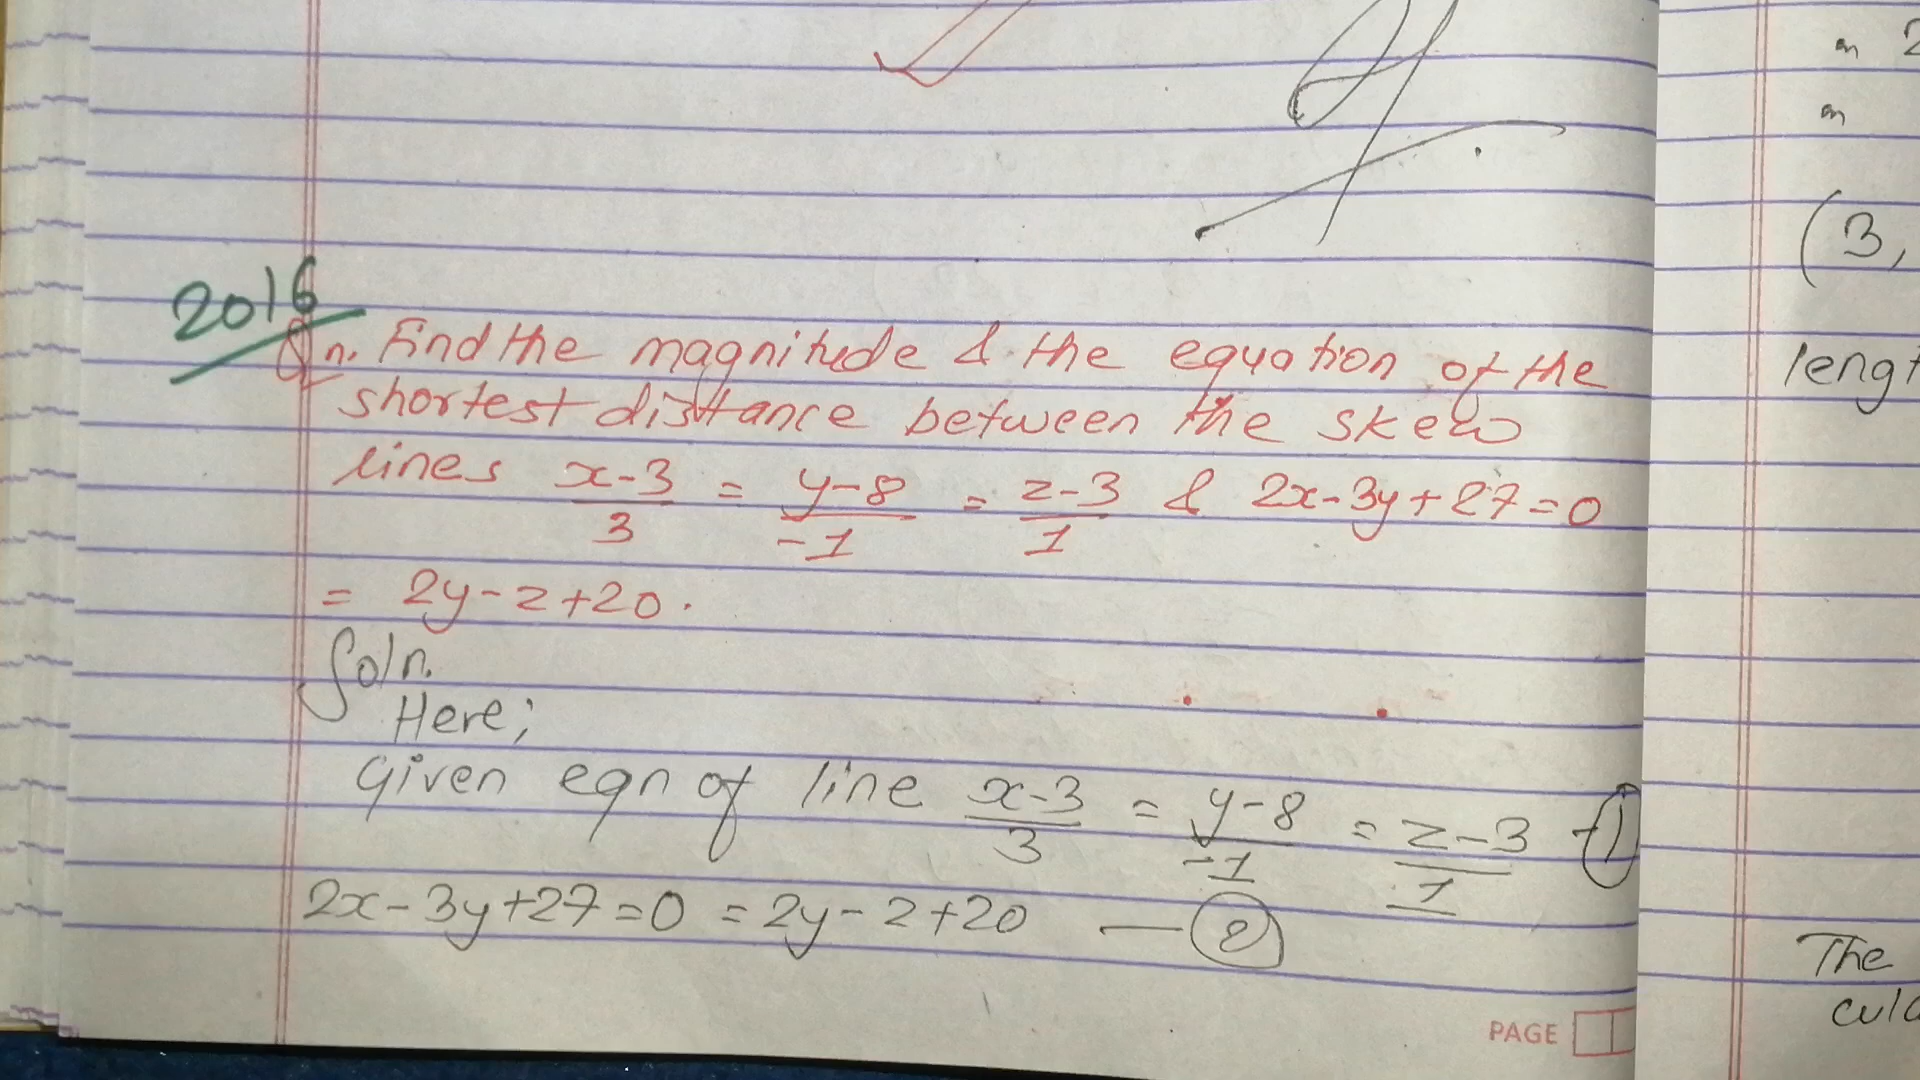 2016
Qn. Find the magnitude & the equation of the
shortest distance between the skew
lines x-3/3 = y-8/-1 = z-3/1 & 2x-3y+27=0
= 2y-z+20.
Soln.
Here;
Given eqn of line x-3/3 = y-8/-1 = z-3/1 -①
2x-3y+27=0 = 2y-z+20 —②
PAGE
(3,
The